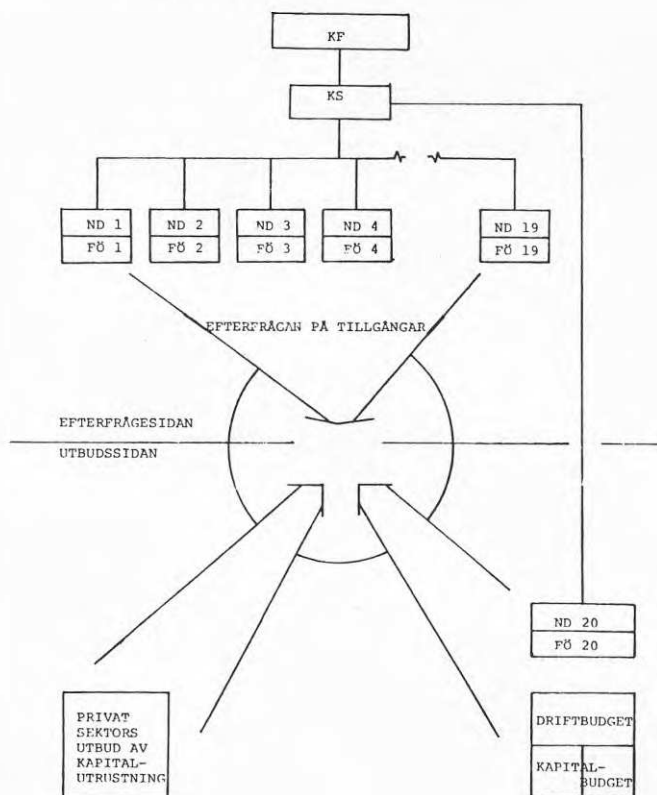 KF
KS
ND 1
FÖ 1
ND 2
FÖ 2
ND 3
FÖ 3
ND 4
FÖ 4
ND 19
FÖ 19
EFTERFRÅGAN PÅ TILLGÅNGAR
EFTERFRÅGESIDAN
UTBUDSSIDAN
ND 20
FÖ 20
PRIVAT
SEKTORS
UTBUD AV
KAPITAL-
UTRUSTNING
DRIFTBUDGET
KAPITAL-
BUDGET